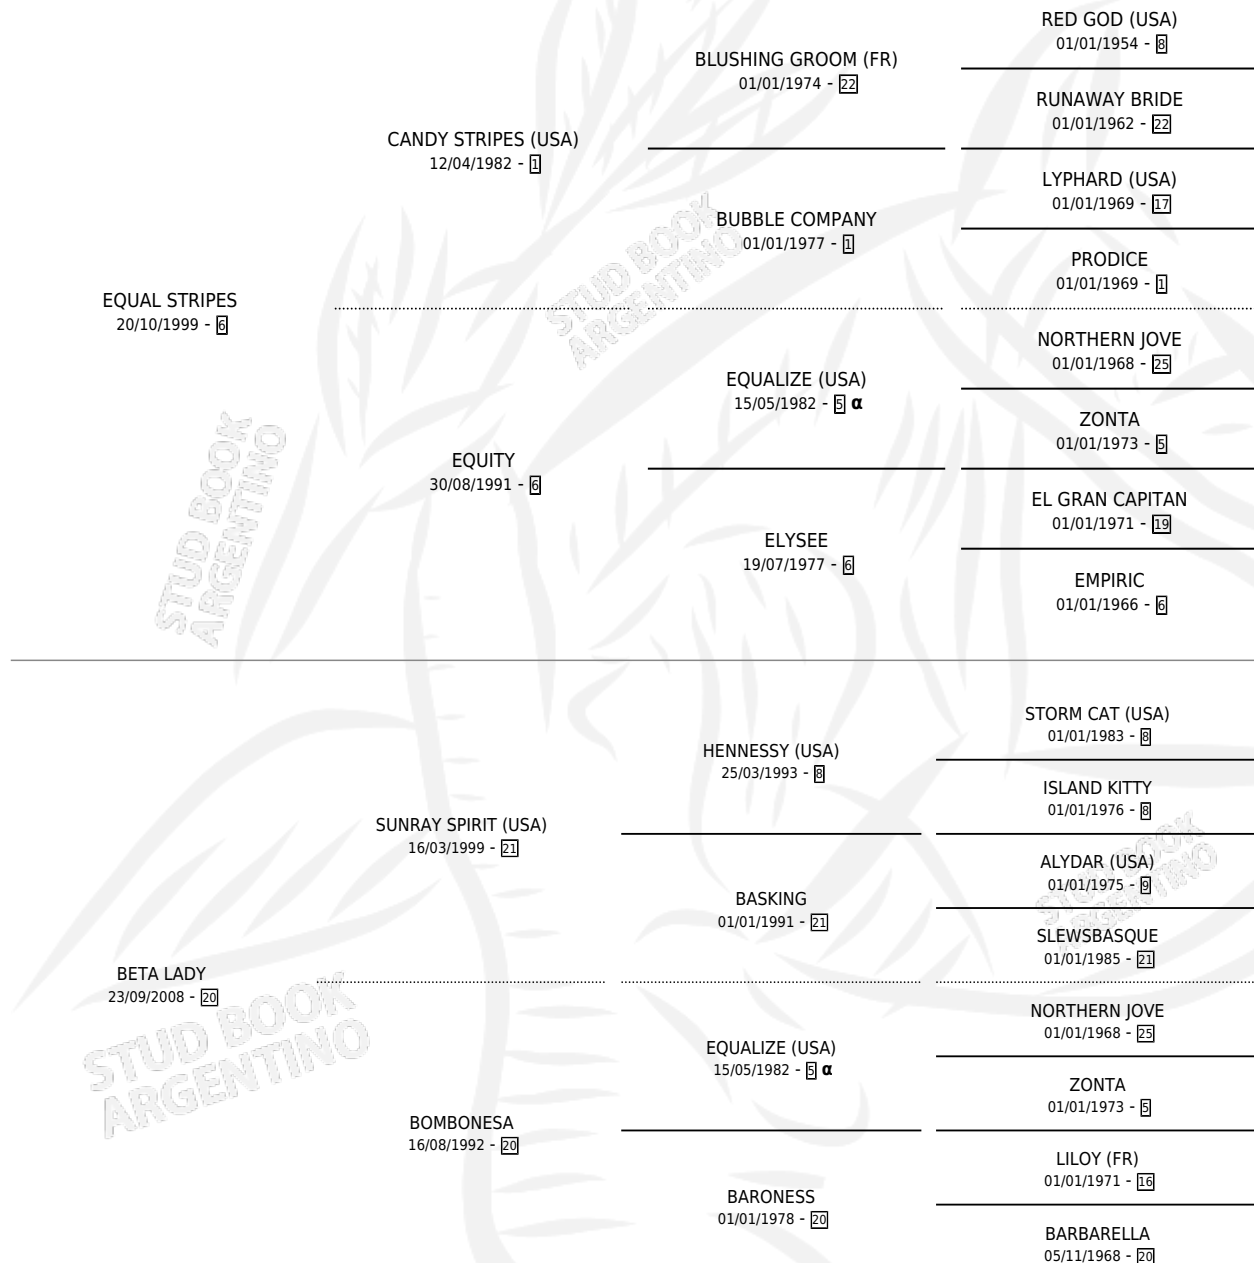 RED GOD (USA)
01/01/1954 - 8
BLUSHING GROOM (FR)
01/01/1974 - 22
RUNAWAY BRIDE
01/01/1962 - 22
CANDY STRIPES (USA)
12/04/1982 - 1
LYPHARD (USA)
01/01/1969 - 17
BUBBLE COMPANY
01/01/1977 - 1
PRODICE
01/01/1969 - 1
EQUAL STRIPES
20/10/1999 - 6
NORTHERN JOVE
01/01/1968 - 25
EQUALIZE (USA)
15/05/1982 - 5 α
ZONTA
01/01/1973 - 5
EQUITY
30/08/1991 - 6
EL GRAN CAPITAN
01/01/1971 - 19
ELYSEE
19/07/1977 - 6
EMPIRIC
01/01/1966 - 6
STUD BOOK
ARGENTINO
STUD BOOK
ARGENTINO
STORM CAT (USA)
01/01/1983 - 8
HENNESSY (USA)
25/03/1993 - 8
ISLAND KITTY
01/01/1976 - 8
SUNRAY SPIRIT (USA)
16/03/1999 - 21
ALYDAR (USA)
01/01/1975 - 9
BASKING
01/01/1991 - 21
SLEWSBASQUE
01/01/1985 - 21
BETA LADY
23/09/2008 - 20
NORTHERN JOVE
01/01/1968 - 25
EQUALIZE (USA)
15/05/1982 - 5 α
ZONTA
01/01/1973 - 5
BOMBONESA
16/08/1992 - 20
LILOY (FR)
01/01/1971 - 16
BARONESS
01/01/1978 - 20
BARBARELLA
05/11/1968 - 20
STUD BOOK
ARGENTINO
STUD BOOK
ARGENTINO